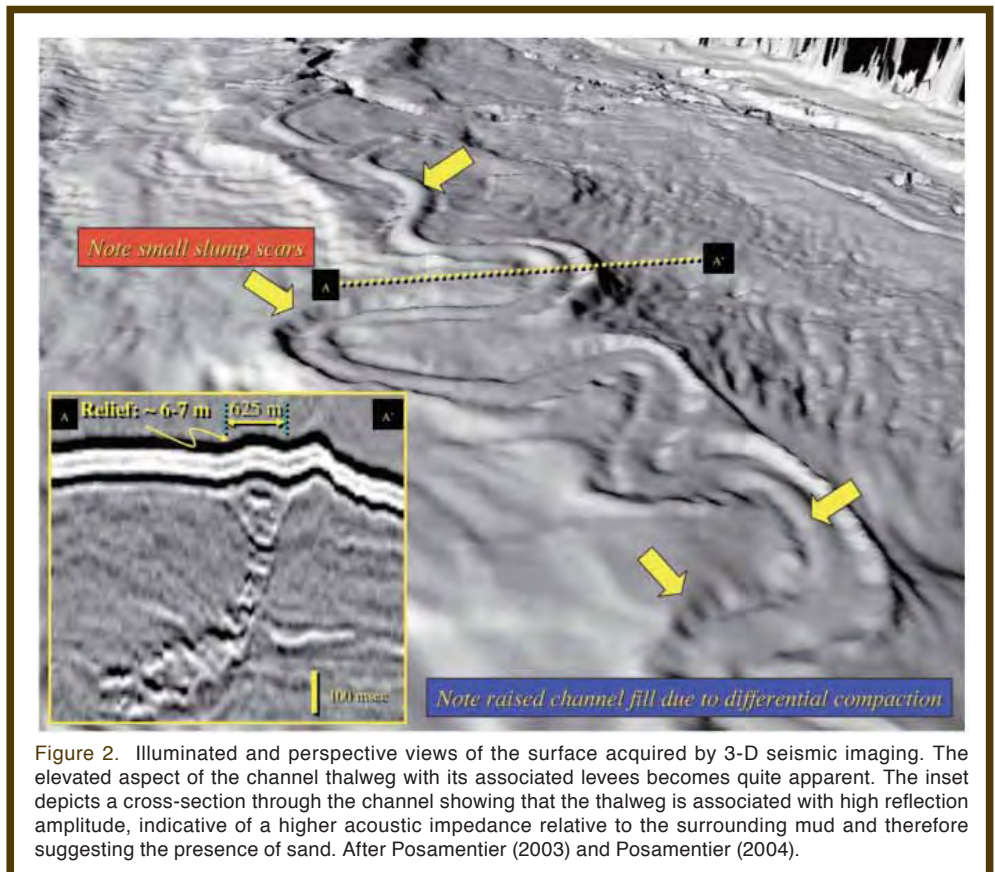 Note small slump scars
A
A'
A
Relief: ~ 6-7 m
625 m
A'
100 msec
Note raised channel fill due to differential compaction
Figure 2. Illuminated and perspective views of the surface acquired by 3-D seismic imaging. The
elevated aspect of the channel thalweg with its associated levees becomes quite apparent. The inset
depicts a cross-section through the channel showing that the thalweg is associated with high reflection
amplitude, indicative of a higher acoustic impedance relative to the surrounding mud and therefore
suggesting the presence of sand. After Posamentier (2003) and Posamentier (2004).